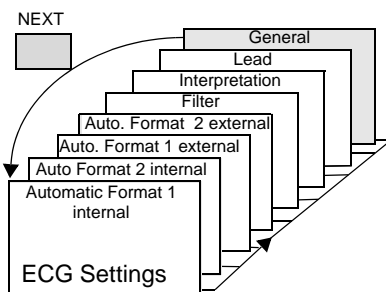 NEXT
General
Lead
Interpretation
Filter
Auto. Format 2 external
Auto. Format 1 external
Auto Format 2 internal
Automatic Format 1
internal
ECG Settings